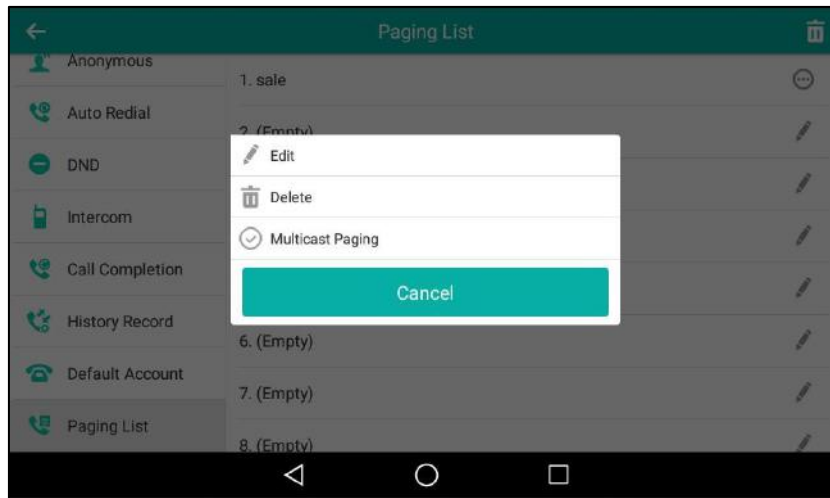 Paging List
Anonymous
1. sale
Auto Redial
2. (Empty)
Edit
DND
Delete
Intercom
Multicast Paging
Call Completion
Cancel
History Record
6. (Empty)
Default Account
7. (Empty)
Paging List
8. (Empty)